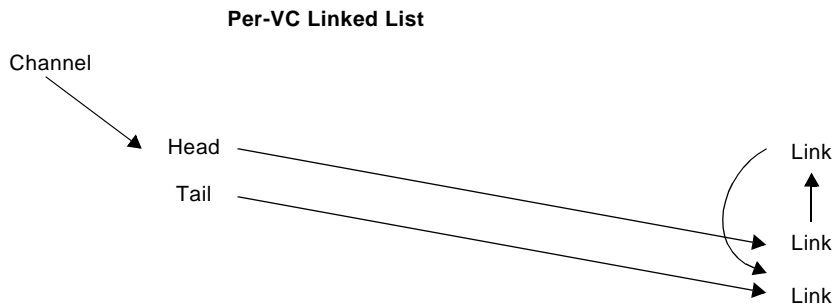 Per-VC Linked List
Channel
Head
Link
Tail
Link
Link